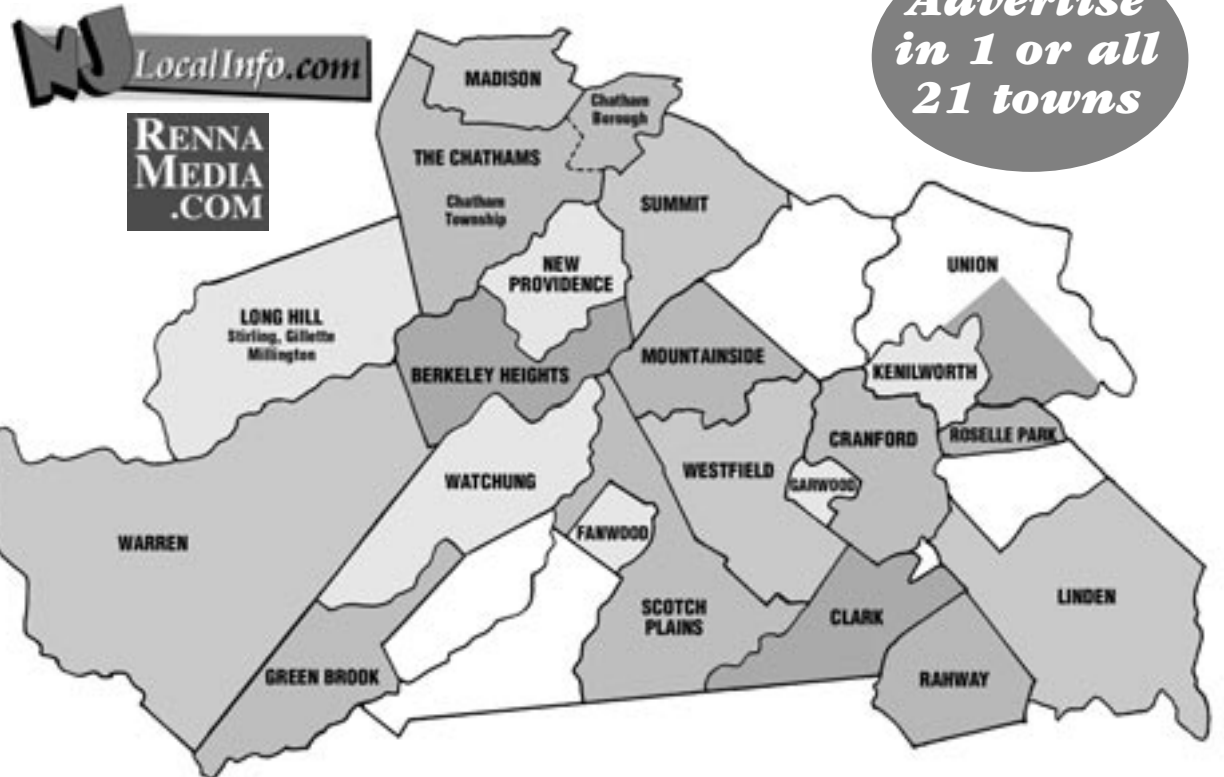 NJ LocalInfo.com
RENNA
MEDIA
.COM
Advertise
in 1 or all
21 towns
MADISON
Chatham
Borough
THE CHATHAMS
Chatham
Township
SUMMIT
NEW
PROVIDENCE
UNION
LONG HILL
Stirling, Gillette
Millington
BERKELEY HEIGHTS
MOUNTAINSIDE
KENILWORTH
CRANFORD
ROSELLE PARK
WATCHUNG
WESTFIELD
GARWOOD
WARREN
FANWOOD
SCOTCH
PLAINS
CLARK
LINDEN
GREEN BROOK
RAHWAY